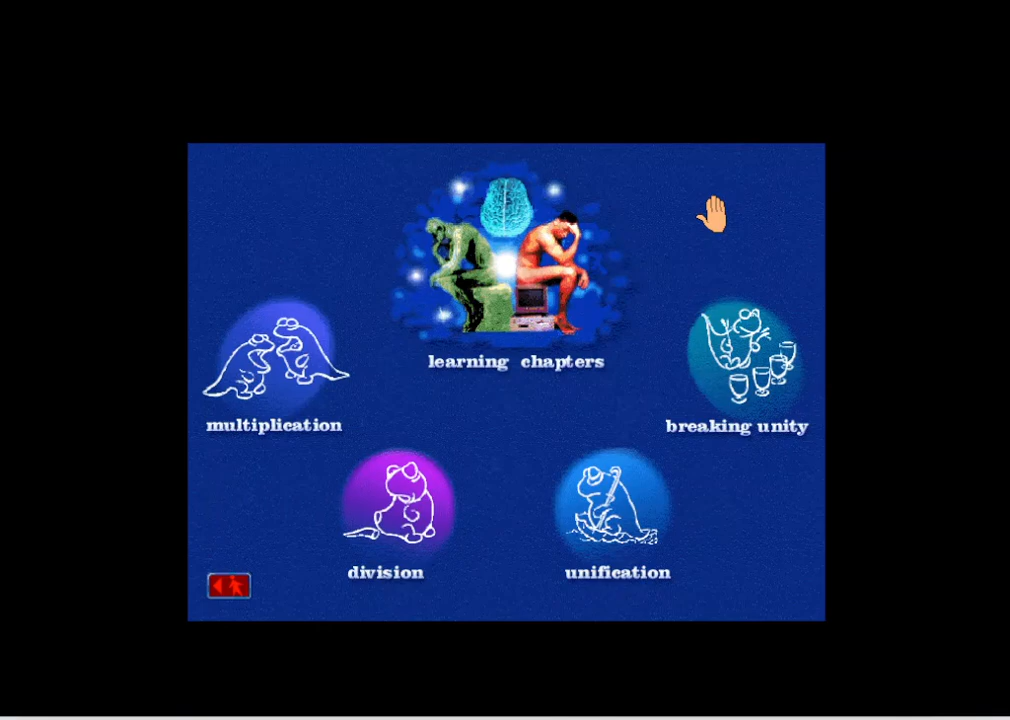 learning chapters
multiplication
breaking unity
division
unification